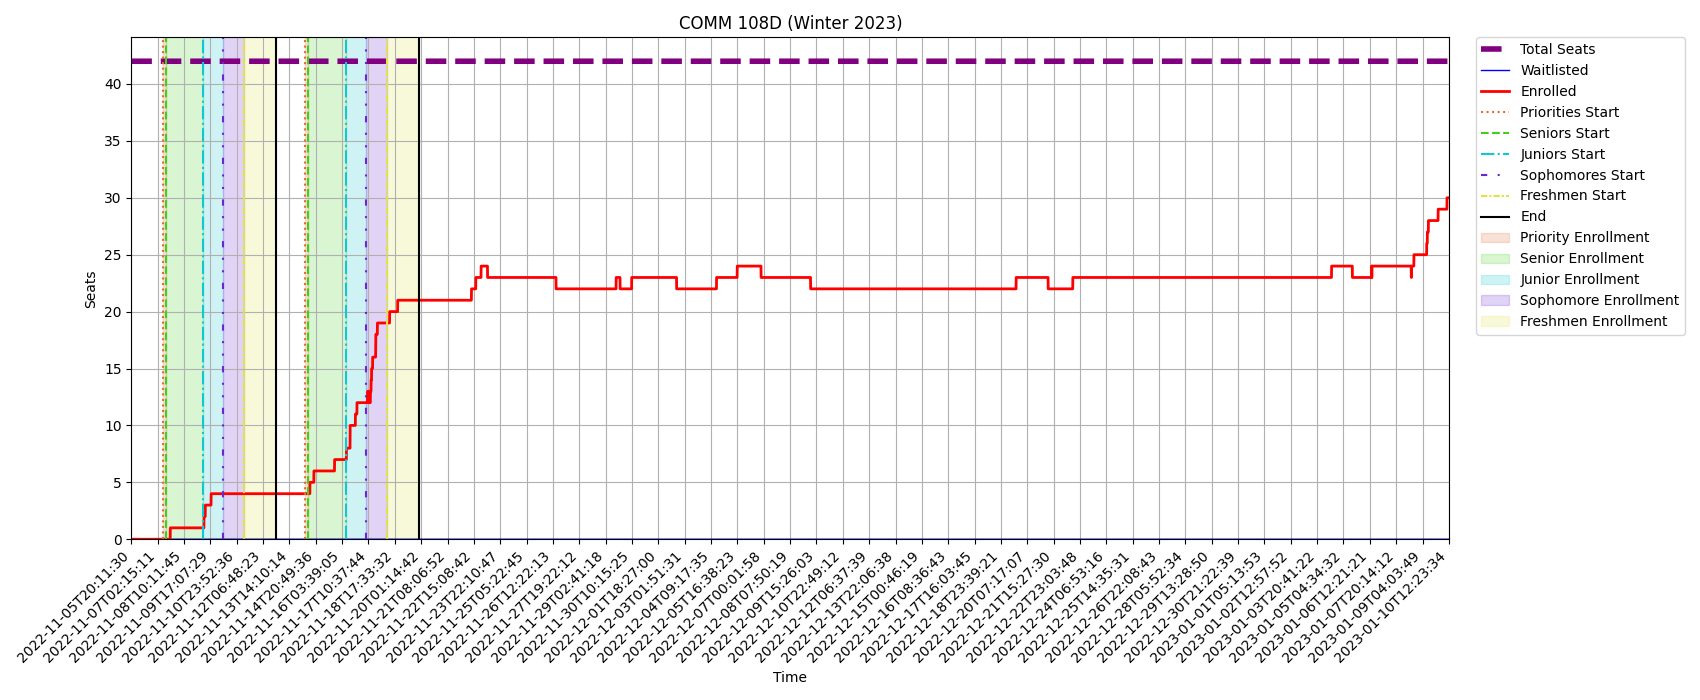 COMM 108D (Winter 2023)
Seats
40
35
30
25
20
15
10
5
0
2022-11-05T20:11:30
2022-11-07T02:15:11
2022-11-08T10:11:45
2022-11-09T17:07:29
2022-11-10T23:52:36
2022-11-12T06:48:23
2022-11-13T14:10:14
2022-11-14T20:49:36
2022-11-16T03:39:05
2022-11-17T10:37:44
2022-11-18T17:33:32
2022-11-20T01:14:42
2022-11-21T08:06:52
2022-11-22T15:08:42
2022-11-23T22:10:47
2022-11-25T05:22:45
2022-11-26T12:22:13
2022-11-27T19:22:12
2022-11-29T02:41:18
2022-11-30T10:15:25
2022-12-01T18:27:00
2022-12-03T01:51:31
2022-12-04T09:17:35
2022-12-05T16:38:23
2022-12-07T00:01:58
2022-12-08T07:50:19
2022-12-09T15:26:03
2022-12-10T22:49:12
2022-12-12T06:37:39
2022-12-13T22:06:38
2022-12-15T00:46:19
2022-12-16T08:36:43
2022-12-17T16:03:45
2022-12-18T23:39:21
2022-12-20T07:17:07
2022-12-21T15:27:30
2022-12-22T23:03:48
2022-12-24T06:53:16
2022-12-25T14:35:31
2022-12-26T22:08:43
2022-12-28T05:52:34
2022-12-29T13:28:50
2022-12-30T21:22:39
2023-01-01T05:13:53
2023-01-02T12:57:52
2023-01-03T20:41:22
2023-01-05T04:34:32
2023-01-06T12:21:21
2023-01-07T20:14:12
2023-01-09T04:03:49
2023-01-10T12:23:34
Time
Total Seats
Waitlisted
Enrolled
Priorities Start
Seniors Start
Juniors Start
Sophomores Start
Freshmen Start
End
Priority Enrollment
Senior Enrollment
Junior Enrollment
Sophomore Enrollment
Freshmen Enrollment